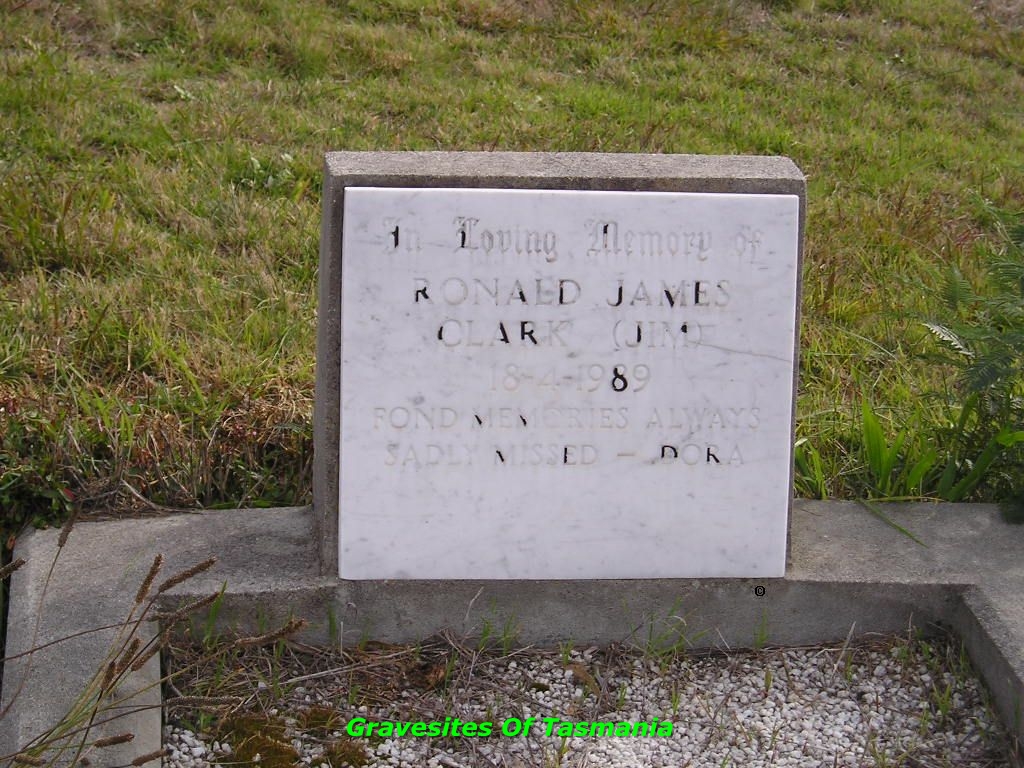 In Loving Memory of
RONALD JAMES
CLARK (JIM)
18-4-1989
FOND MEMORIES ALWAYS
SADLY MISSED - DORA
©
Gravesites Of Tasmania